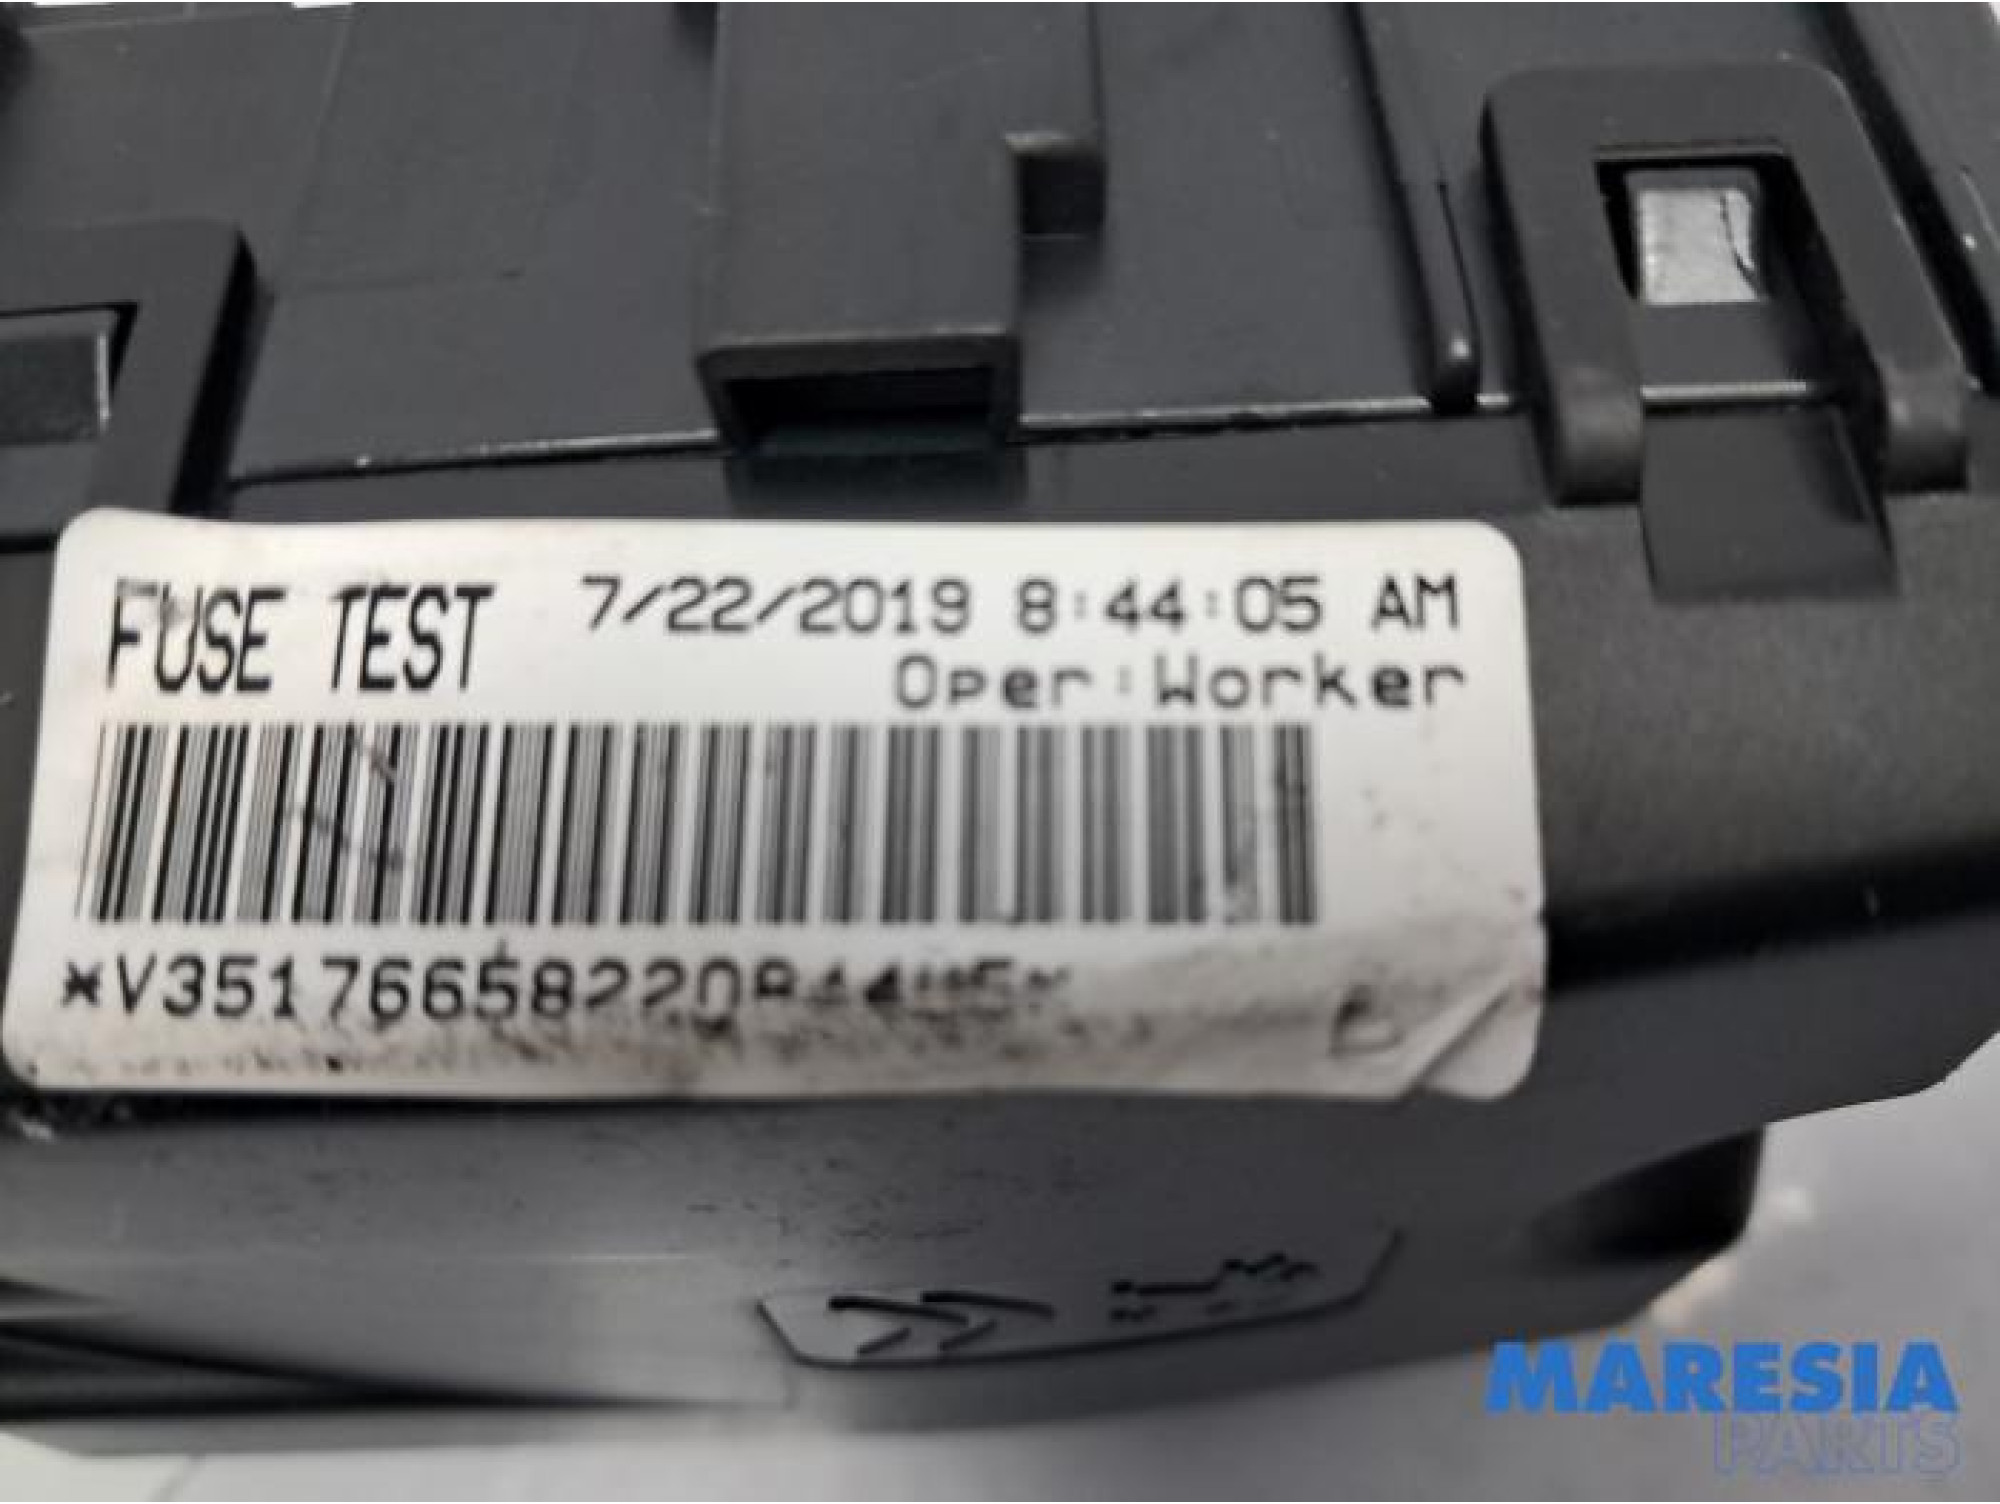 FUSE TEST 7/22/2019 8:44:05 AM
Oper:Worker
MARESIA
PARTS